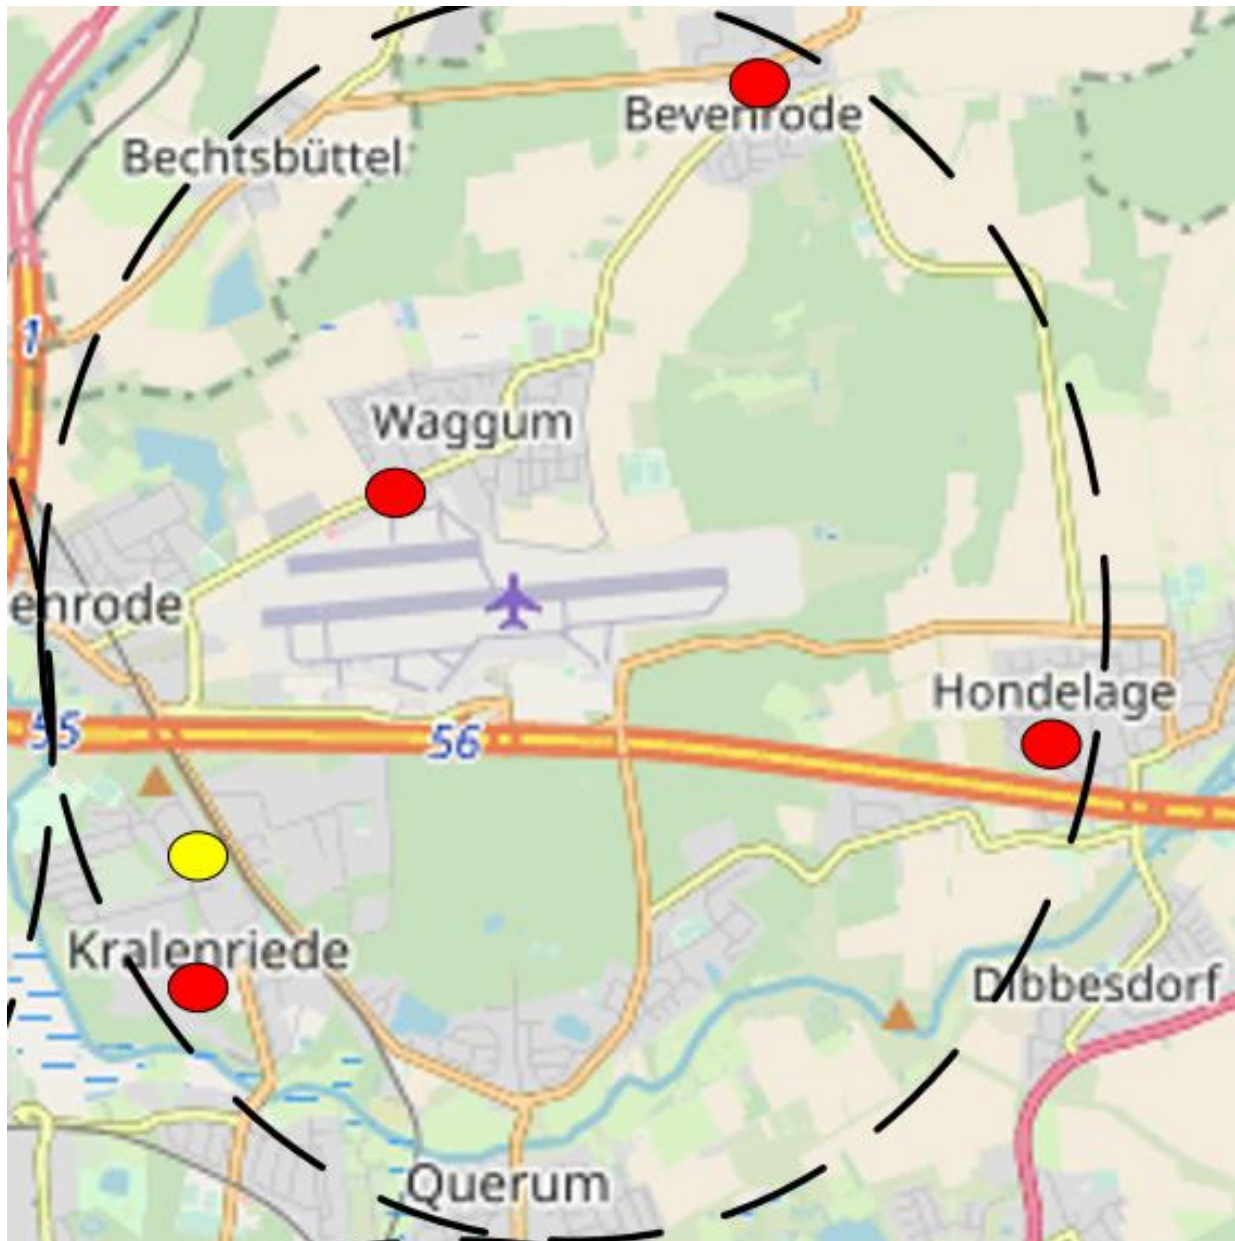 Bevenrode
Bechtsbüttel
1
Waggum
enrode
Hondelage
55
56
Kralenriede
Dibbesdorf
Querum